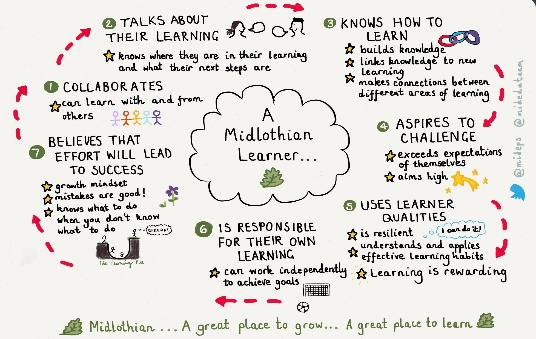 A
Midlothian
Learner...
1 COLLABORATES
can learn with and from
others
2 TALKS ABOUT
THEIR LEARNING
knows where they are in their learning
and what their next steps are
3 KNOWS HOW TO
LEARN
builds knowledge
links knowledge to new
learning
makes connections between
different areas of learning
4 ASPIRES TO
CHALLENGE
exceeds expectations
of themselves
aims high
5 USES LEARNER
QUALITIES
is resilient
I can do it!
understands and applies
effective learning habits
Learning is rewarding
6 IS RESPONSIBLE
FOR THEIR OWN
LEARNING
can work independently
to achieve goals
7 BELIEVES THAT
EFFORT WILL LEAD
TO SUCCESS
growth mindset
mistakes are good!
knows what to do
when you don't know
what to do
The Learning Pit
@mideps @midedateam
Midlothian ... A great place to grow... A great place to learn